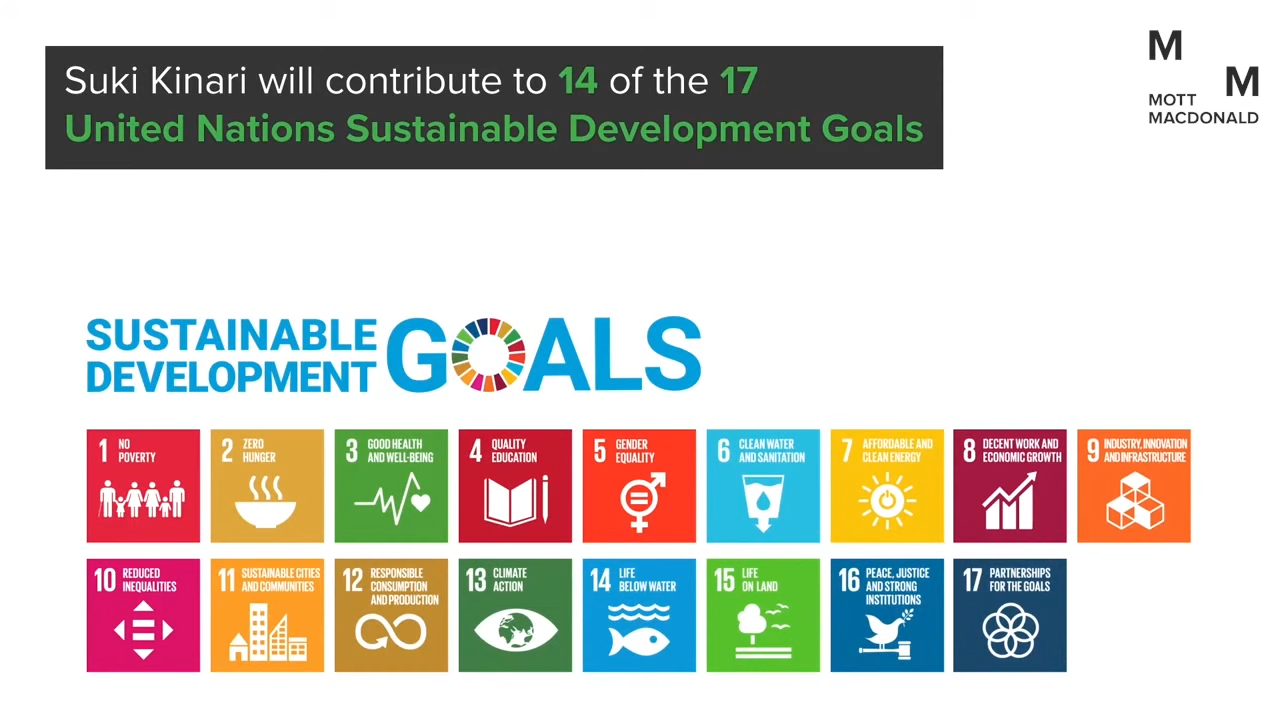 Suki Kinari will contribute to 14 of the 17
United Nations Sustainable Development Goals
M
M
MOTT
MACDONALD
SUSTAINABLE
DEVELOPMENT
GOALS
1 NO
POVERTY
2 ZERO
HUNGER
3 GOOD HEALTH
AND WELL-BEING
4 QUALITY
EDUCATION
5 GENDER
EQUALITY
6 CLEAN WATER
AND SANITATION
7 AFFORDABLE AND
CLEAN ENERGY
8 DECENT WORK AND
ECONOMIC GROWTH
9 INDUSTRY, INNOVATION
AND INFRASTRUCTURE
10 REDUCED
INEQUALITIES
11 SUSTAINABLE CITIES
AND COMMUNITIES
12 RESPONSIBLE
CONSUMPTION
AND PRODUCTION
13 CLIMATE
ACTION
14 LIFE
BELOW WATER
15 LIFE
ON LAND
16 PEACE, JUSTICE
AND STRONG
INSTITUTIONS
17 PARTNERSHIPS
FOR THE GOALS